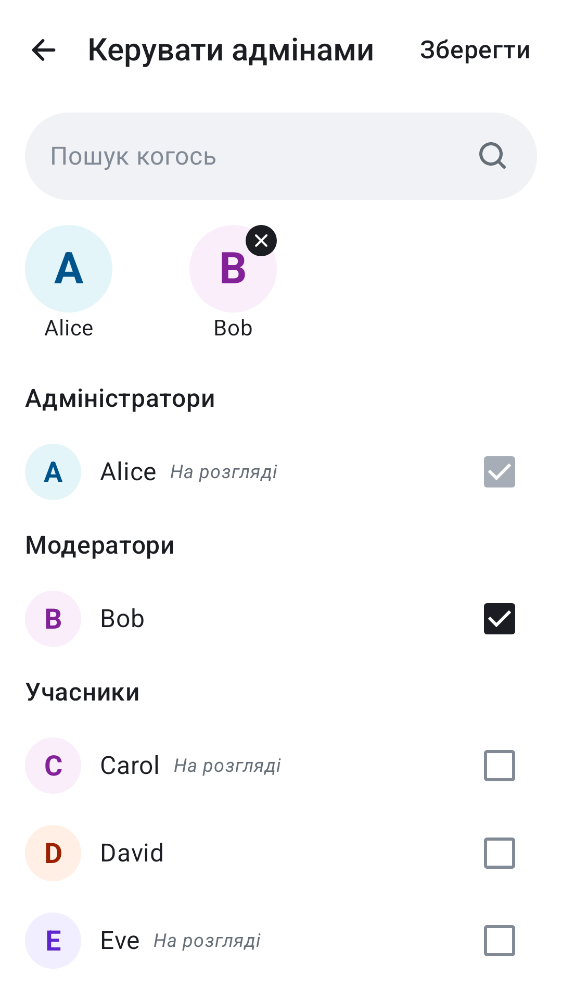 Керувати адмінами Зберегти
Пошук когось
A B
Alice Bob
Адміністратори
A Alice На розгляді
Модератори
B Bob
Учасники
C Carol На розгляді
D David
E Eve На розгляді